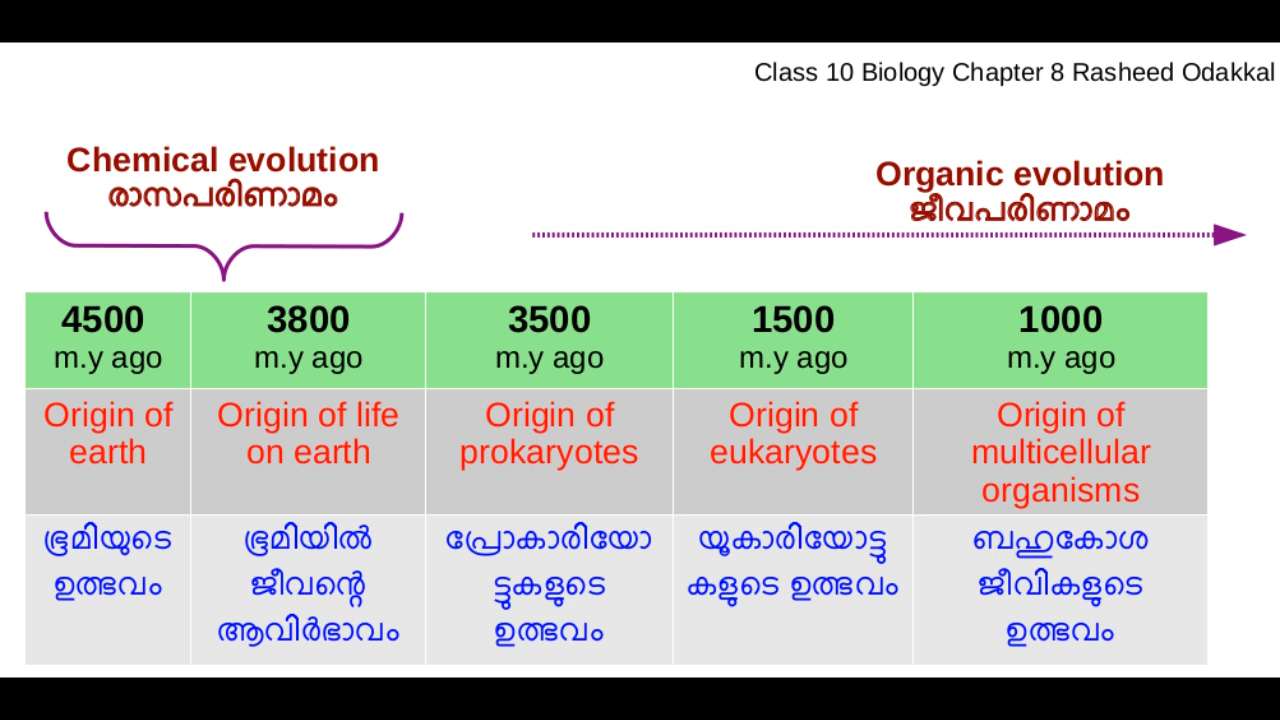 Class 10 Biology Chapter 8 Rasheed Odakkal
Chemical evolution
രാസപരിണാമം
Organic evolution
ജീവപരിണാമം
4500
m.y ago
3800
m.y ago
3500
m.y ago
1500
m.y ago
1000
m.y ago
Origin of
earth
Origin of life
on earth
Origin of
prokaryotes
Origin of
eukaryotes
Origin of
multicellular
organisms
ഭൂമിയുടെ
ഉത്ഭവം
ഭൂമിയിൽ
ജീവന്റെ
ആവിർഭാവം
പ്രോകാരിയോ
ട്ടുകളുടെ
ഉത്ഭവം
യൂകാരിയോട്ടു
കളുടെ ഉത്ഭവം
ബഹുകോശ
ജീവികളുടെ
ഉത്ഭവം